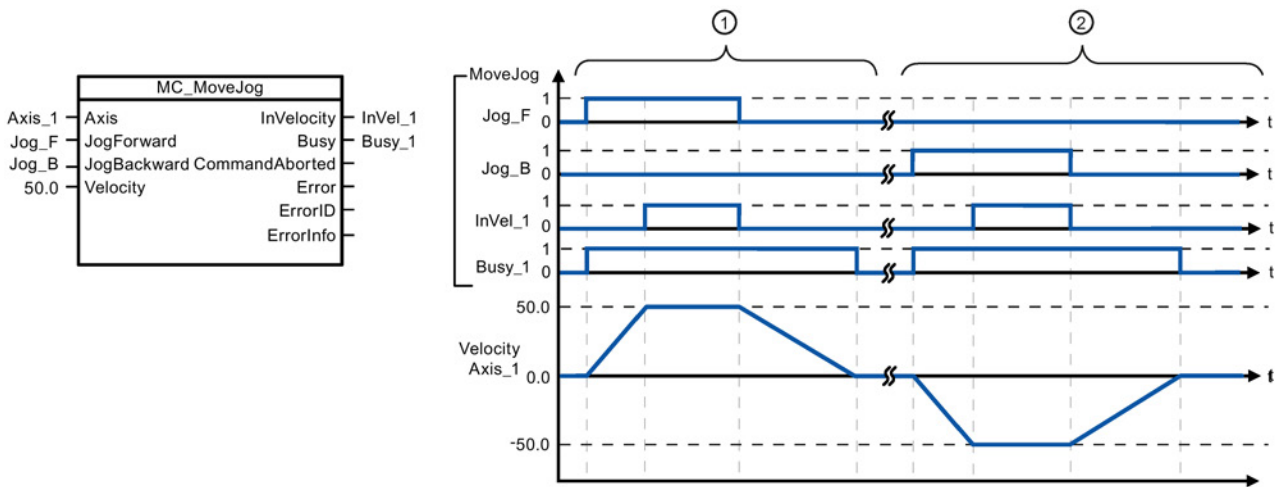 ① ②
MC_MoveJog
Axis_1 Axis InVelocity InVel_1
Jog_F JogForward Busy Busy_1
Jog_B JogBackward CommandAborted
50.0 Velocity Error
ErrorID
ErrorInfo
MoveJog
1
Jog_F
0 t
1
Jog_B
0 t
1
InVel_1
0 t
1
Busy_1
0 t
50.0
Velocity
Axis_1
0.0 t
-50.0